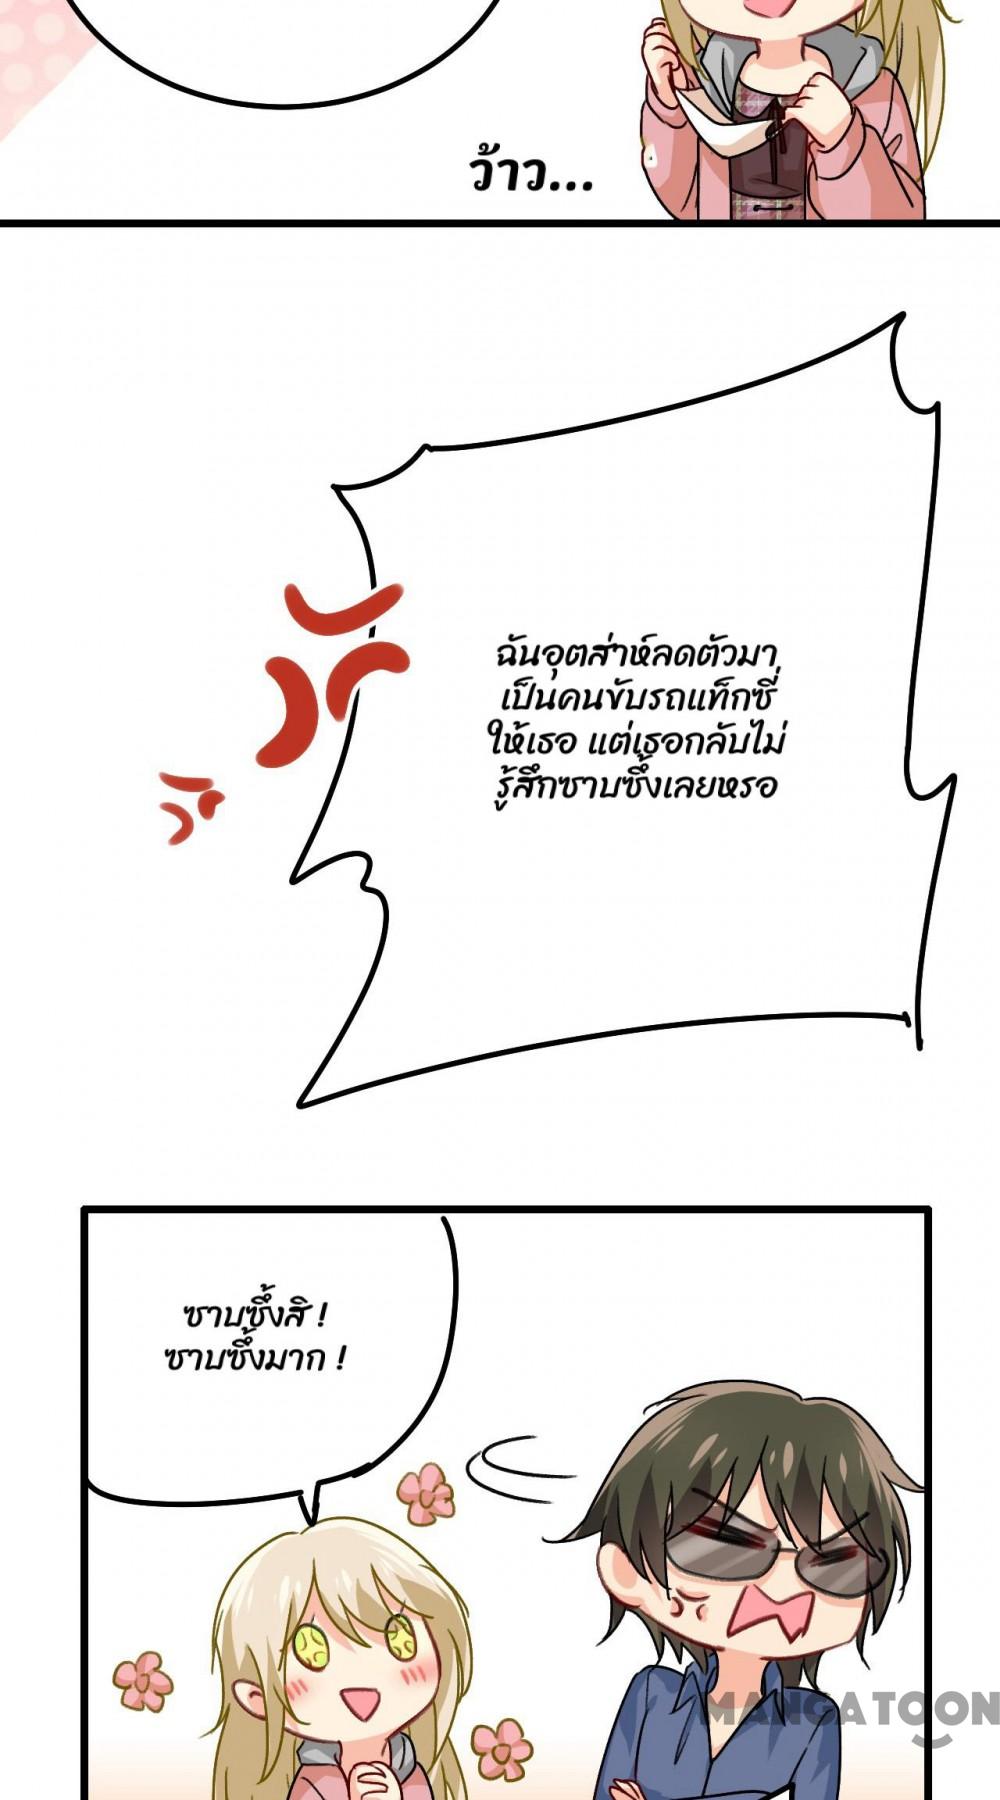 ว้าว...
ฉันอุตส่าห์ลดตัวมา
เป็นคนขับรถแท็กซี่
ให้เธอ แต่เธอกลับไม่
รู้สึกซาบซึ้งเลยหรอ
ซาบซึ้งสิ !
ซาบซึ้งมาก !
MANGATOON